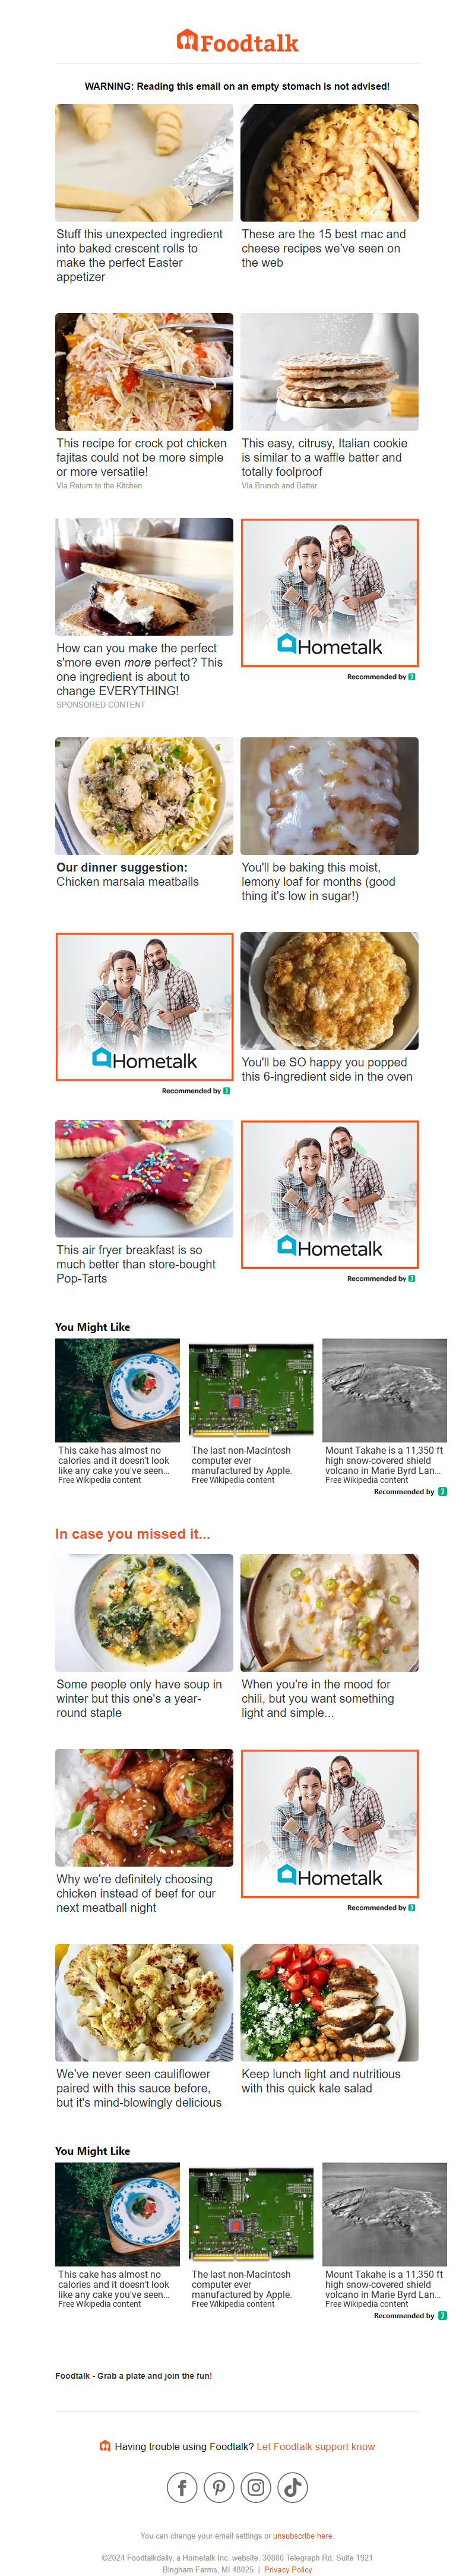 Foodtalk
WARNING: Reading this email on an empty stomach is not advised!
Stuff this unexpected ingredient
into baked crescent rolls to
make the perfect Easter
appetizer
These are the 15 best mac and
cheese recipes we've seen on
the web
This recipe for crock pot chicken
fajitas could not be more simple
or more versatile!
Via Return to the Kitchen
This easy, citrusy, Italian cookie
is similar to a waffle batter and
totally foolproof
Via Brunch and Batter
How can you make the perfect
s'more even more perfect? This
one ingredient is about to
change EVERYTHING!
SPONSORED CONTENT
Hometalk
Recommended by
Our dinner suggestion:
Chicken marsala meatballs
You'll be baking this moist,
lemony loaf for months (good
thing it's low in sugar!)
Hometalk
Recommended by
You'll be SO happy you popped
this 6-ingredient side in the oven
This air fryer breakfast is so
much better than store-bought
Pop-Tarts
Hometalk
Recommended by
You Might Like
This cake has almost no
calories and it doesn't look
like any cake you've seen...
Free Wikipedia content
The last non-Macintosh
computer ever
manufactured by Apple.
Free Wikipedia content
Mount Takahe is a 11,350 ft
high snow-covered shield
volcano in Marie Byrd Lan...
Free Wikipedia content
Recommended by
In case you missed it...
Some people only have soup in
winter but this one's a year-
round staple
When you're in the mood for
chili, but you want something
light and simple...
Why we're definitely choosing
chicken instead of beef for our
next meatball night
Hometalk
Recommended by
We've never seen cauliflower
paired with this sauce before,
but it's mind-blowingly delicious
Keep lunch light and nutritious
with this quick kale salad
You Might Like
This cake has almost no
calories and it doesn't look
like any cake you've seen...
Free Wikipedia content
The last non-Macintosh
computer ever
manufactured by Apple.
Free Wikipedia content
Mount Takahe is a 11,350 ft
high snow-covered shield
volcano in Marie Byrd Lan...
Free Wikipedia content
Recommended by
Foodtalk - Grab a plate and join the fun!
Having trouble using Foodtalk? Let Foodtalk support know
You can change your email settings or unsubscribe here.
©2024 Foodtalkdaily, a Hometalk Inc. website, 30800 Telegraph Rd, Suite 1921
Bingham Farms, MI 48025 | Privacy Policy